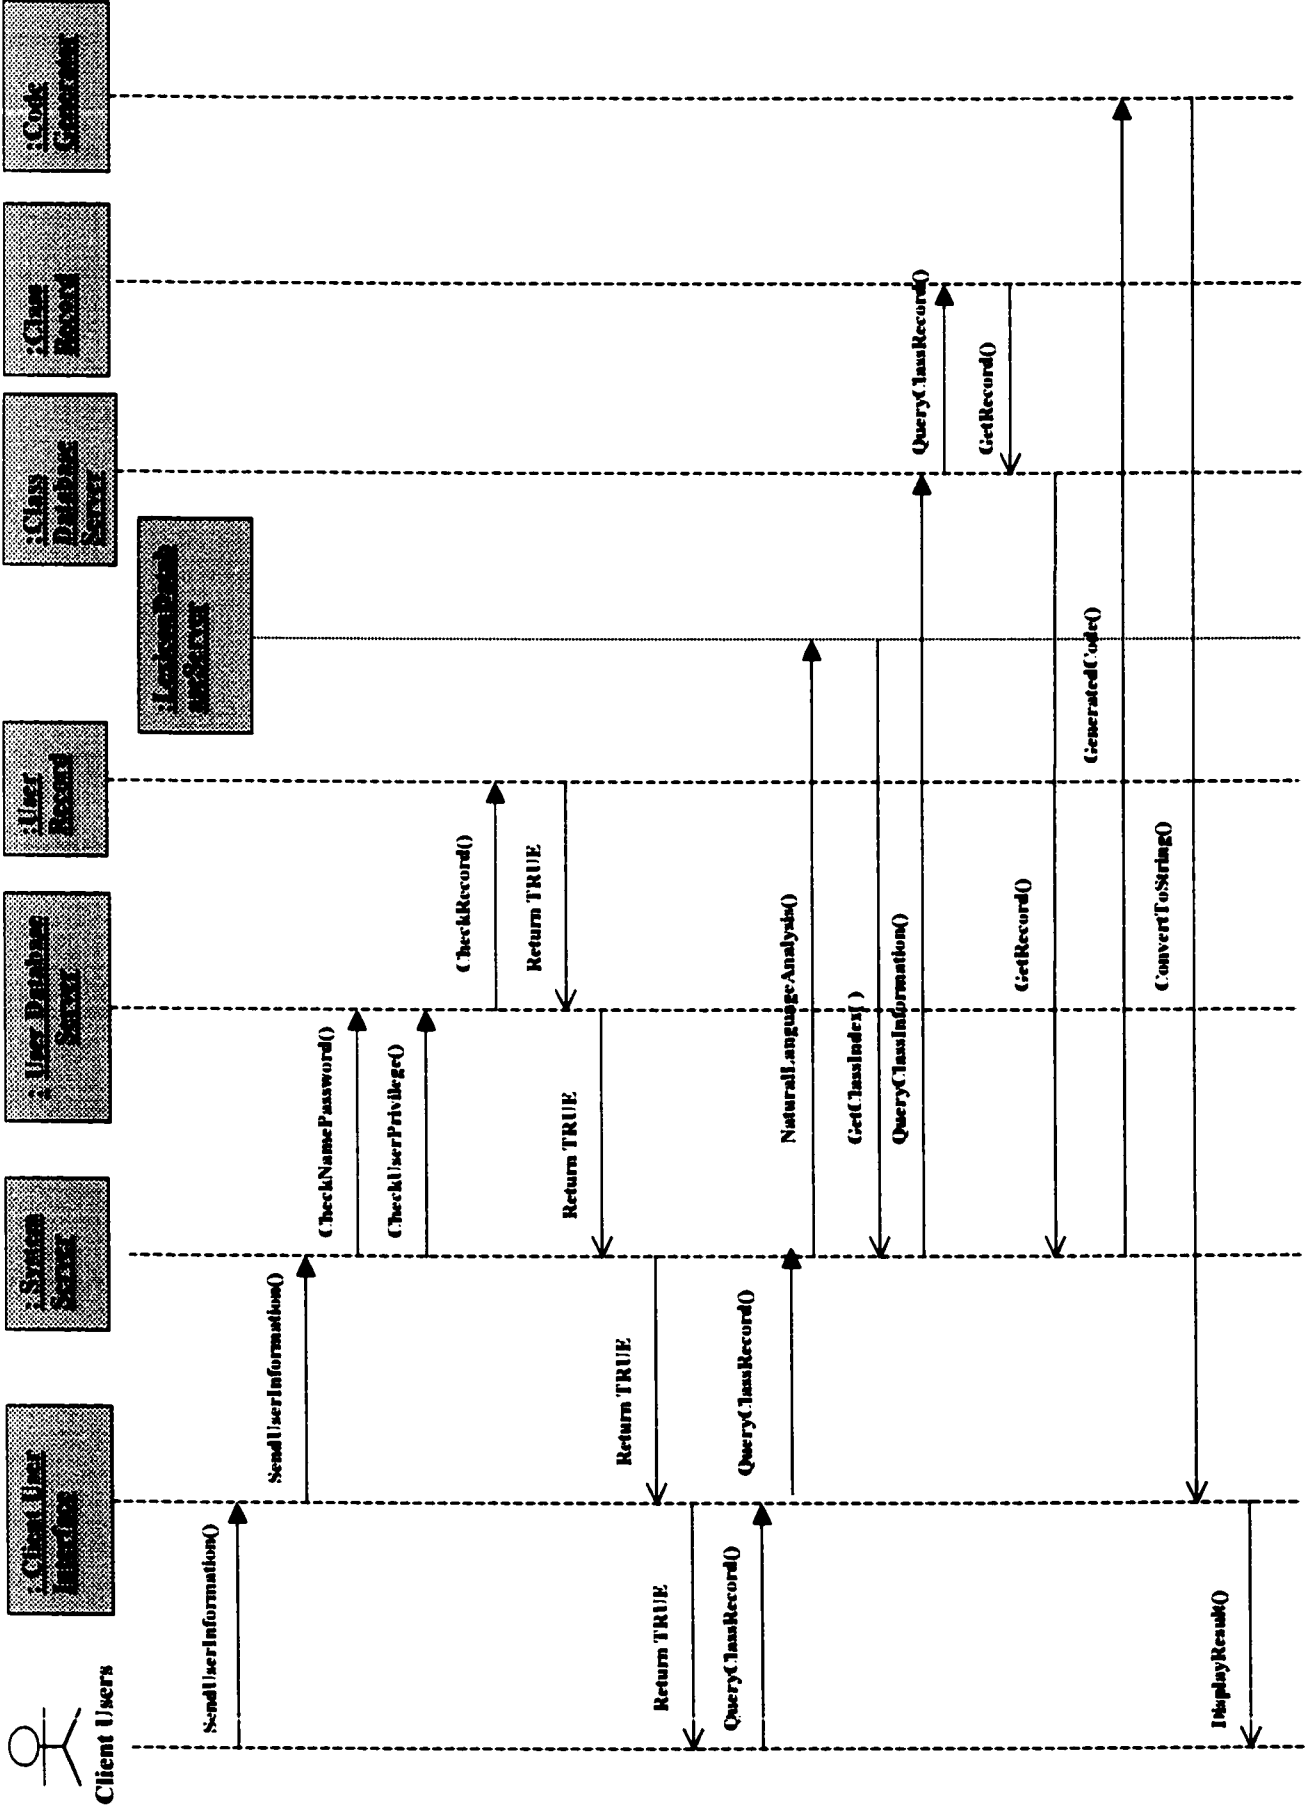 Client Users
: Client User
Interface
: System
Server
: User Database
Server
:User
Record
:LexiconDatab
aseServer
:Class
Database
Server
:Class
Record
:Code
Generator
SendUserInformation()
SendUserInformation()
CheckNamePassword()
CheckUserPrivilege()
CheckRecord()
Return TRUE
Return TRUE
Return TRUE
Return TRUE
QueryClassRecord()
QueryClassRecord()
NaturalLanguageAnalysis()
GetClassIndex( )
QueryClassInformation()
QueryClassRecord()
GetRecord()
GetRecord()
GeneratedCode()
ConvertToString()
DisplayResult()